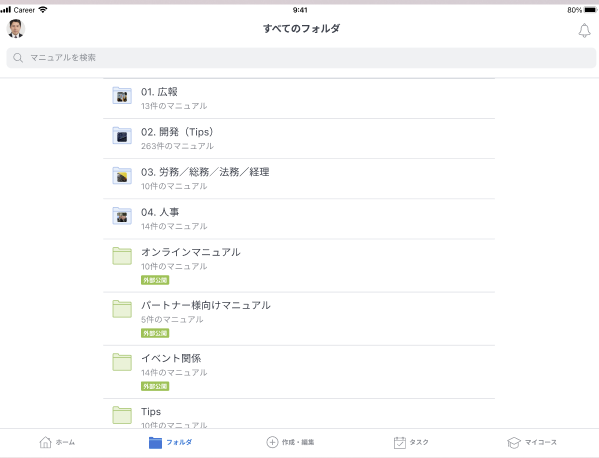 Career
9:41
80%
すべてのフォルダ
マニュアルを検索
01. 広報
13件のマニュアル
02. 開発（Tips）
263件のマニュアル
03. 労務／総務／法務／経理
10件のマニュアル
04. 人事
14件のマニュアル
オンラインマニュアル
10件のマニュアル
外部公開
パートナー様向けマニュアル
5件のマニュアル
外部公開
イベント関係
14件のマニュアル
外部公開
Tips
10件のマニュアル
ホーム
フォルダ
作成・編集
タスク
マイコース